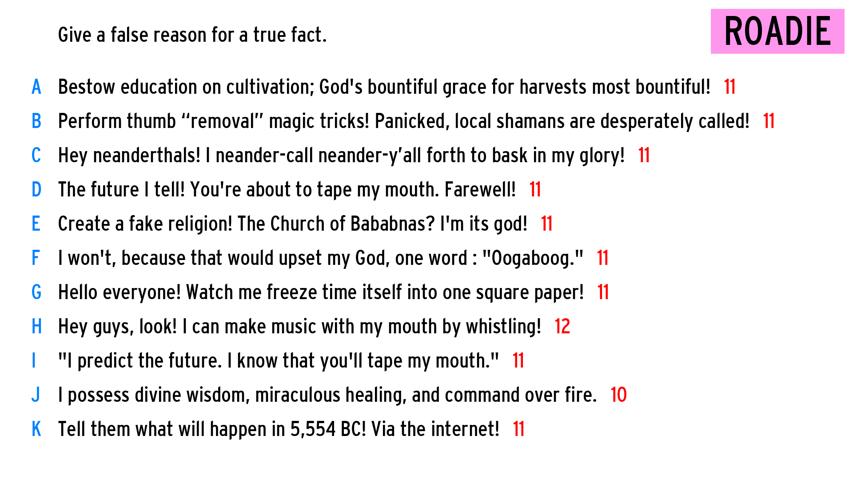 Give a false reason for a true fact.
ROADIE
A Bestow education on cultivation; God's bountiful grace for harvests most bountiful! 11
B Perform thumb “removal” magic tricks! Panicked, local shamans are desperately called! 11
C Hey neanderthals! I neander-call neander-y’all forth to bask in my glory! 11
D The future I tell! You're about to tape my mouth. Farewell! 11
E Create a fake religion! The Church of Bababnas? I'm its god! 11
F I won't, because that would upset my God, one word : "Oogaboog." 11
G Hello everyone! Watch me freeze time itself into one square paper! 11
H Hey guys, look! I can make music with my mouth by whistling! 12
I "I predict the future. I know that you'll tape my mouth." 11
J I possess divine wisdom, miraculous healing, and command over fire. 10
K Tell them what will happen in 5,554 BC! Via the internet! 11